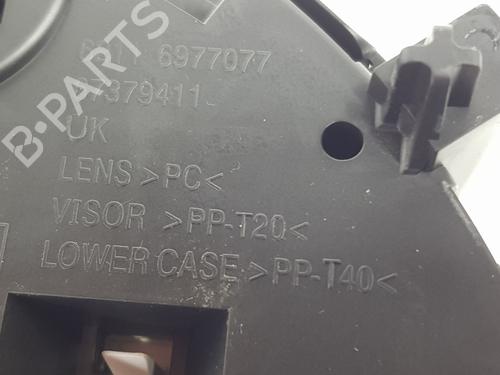 6977077
UK
LENS >PC<
VISOR >PP-T20<
LOWER CASE >PP-T40<
B-PARTS